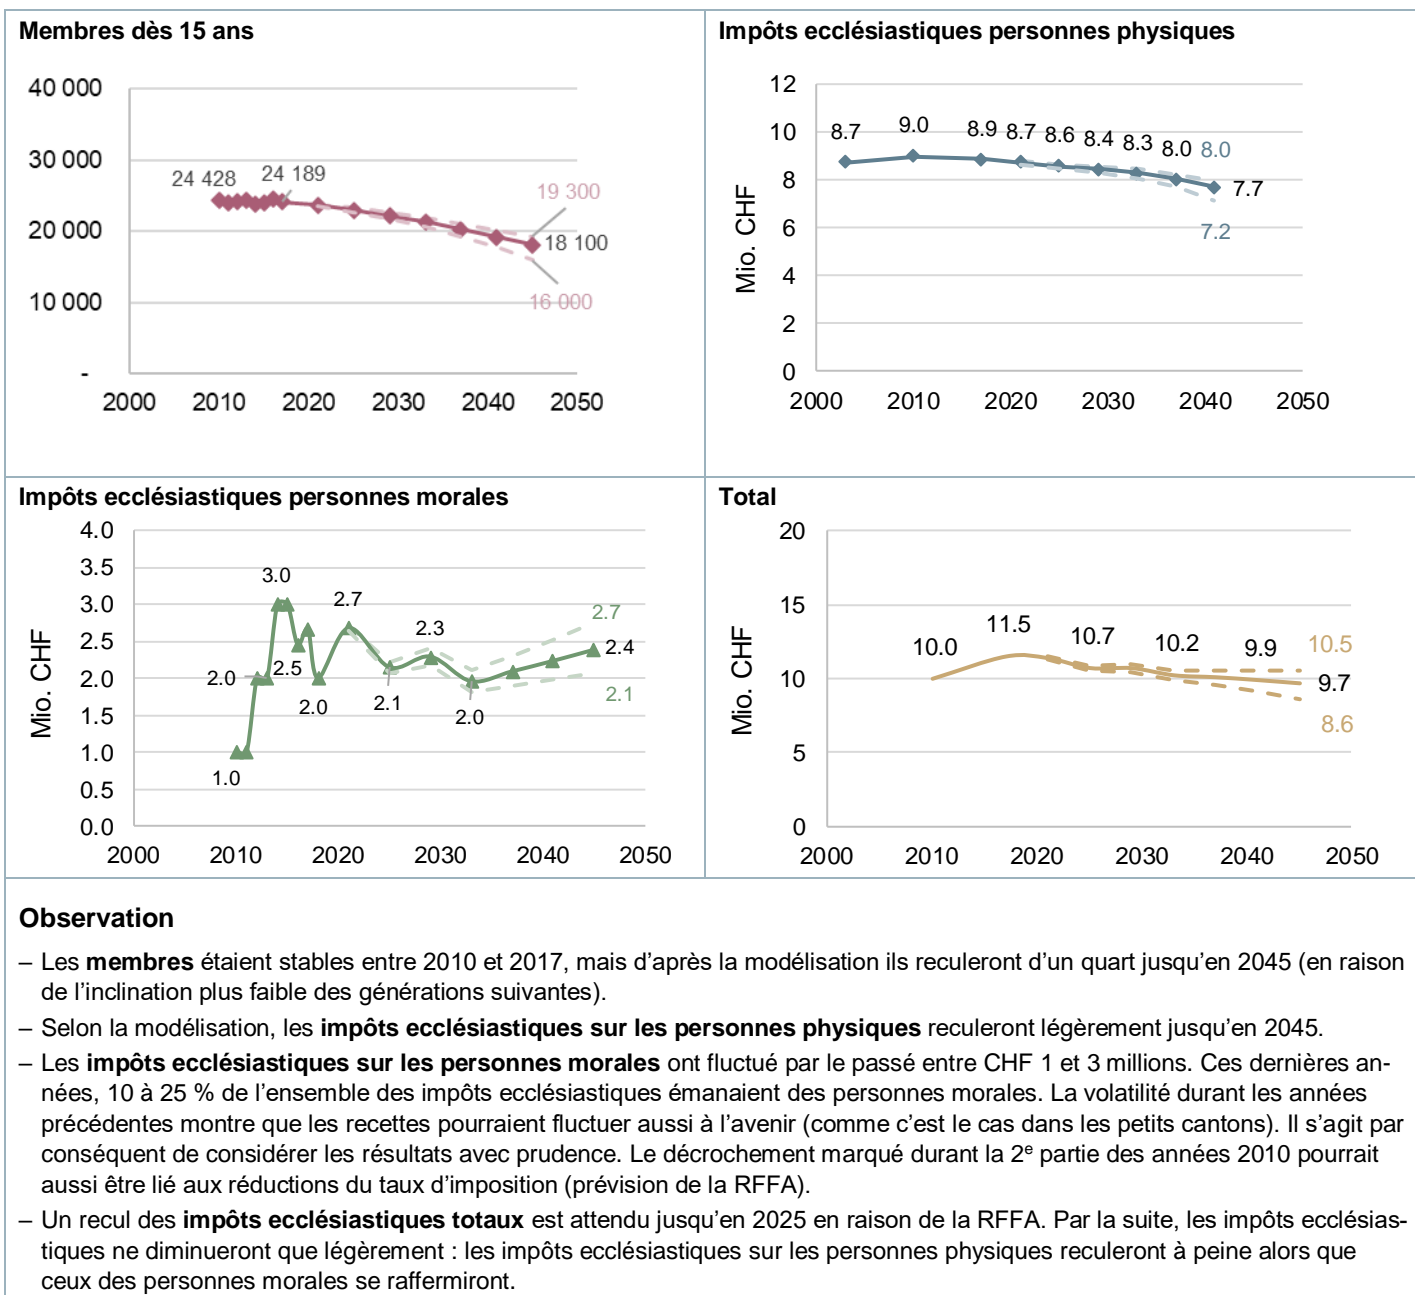 Membres dès 15 ans
40 000
30 000
20 000
10 000
-
24 428
24 189
19 300
18 100
16 000
2000 2010 2020 2030 2040 2050
Impôts ecclésiastiques personnes physiques
Mio. CHF
12
10
8
6
4
2
0
8.7 9.0 8.9 8.7 8.6 8.4 8.3 8.0 8.0
7.7
7.2
2000 2010 2020 2030 2040 2050
Impôts ecclésiastiques personnes morales
Mio. CHF
4.0
3.5
3.0
2.5
2.0
1.5
1.0
0.5
0.0
1.0
2.0
3.0
2.5
2.0
2.7
2.1
2.3
2.0
2.7
2.4
2.1
2000 2010 2020 2030 2040 2050
Total
Mio. CHF
20
15
10
5
0
10.0
11.5
10.7
10.2
9.9
10.5
9.7
8.6
2000 2010 2020 2030 2040 2050
Observation
– Les membres étaient stables entre 2010 et 2017, mais d'après la modélisation ils reculeront d'un quart jusqu'en 2045 (en raison
de l'inclination plus faible des générations suivantes).
– Selon la modélisation, les impôts ecclésiastiques sur les personnes physiques reculeront légèrement jusqu'en 2045.
– Les impôts ecclésiastiques sur les personnes morales ont fluctué par le passé entre CHF 1 et 3 millions. Ces dernières an-
nées, 10 à 25 % de l'ensemble des impôts ecclésiastiques émanaient des personnes morales. La volatilité durant les années
précédentes montre que les recettes pourraient fluctuer aussi à l'avenir (comme c'est le cas dans les petits cantons). Il s'agit par
conséquent de considérer les résultats avec prudence. Le décrochement marqué durant la 2e partie des années 2010 pourrait
aussi être lié aux réductions du taux d'imposition (prévision de la RFFA).
– Un recul des impôts ecclésiastiques totaux est attendu jusqu'en 2025 en raison de la RFFA. Par la suite, les impôts ecclésias-
tiques ne diminueront que légèrement : les impôts ecclésiastiques sur les personnes physiques reculeront à peine alors que
ceux des personnes morales se raffermiront.